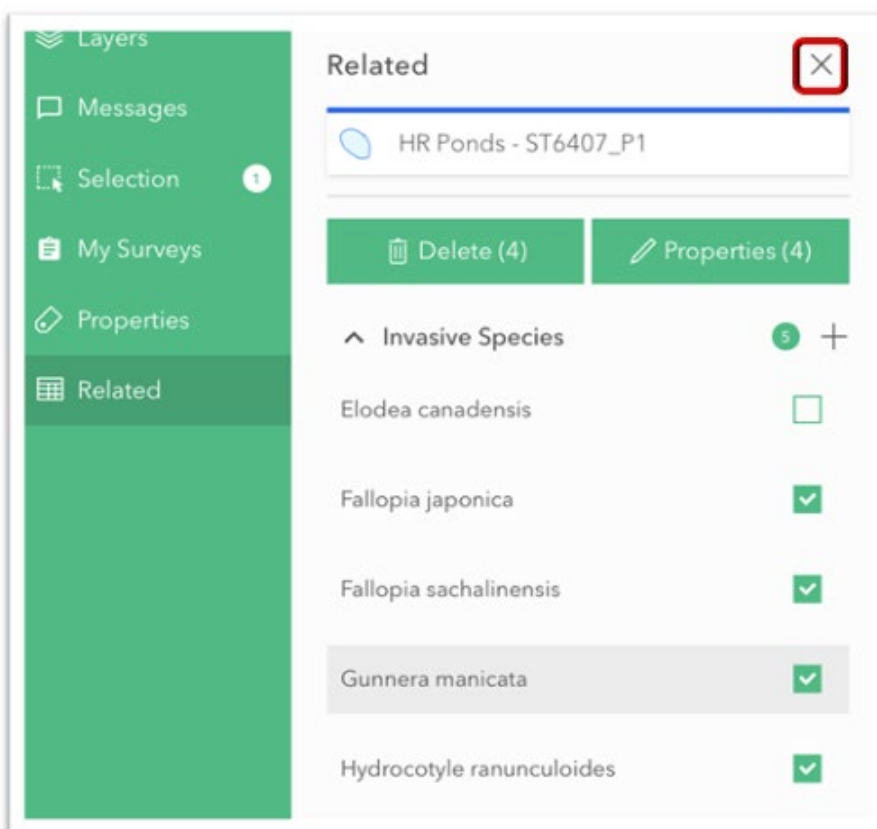 Layers
Messages
Selection 1
My Surveys
Properties
Related
Related
HR Ponds - ST6407_P1
Delete (4) Properties (4)
Invasive Species 5
Elodea canadensis
Fallopia japonica
Fallopia sachalinensis
Gunnera manicata
Hydrocotyle ranunculoides